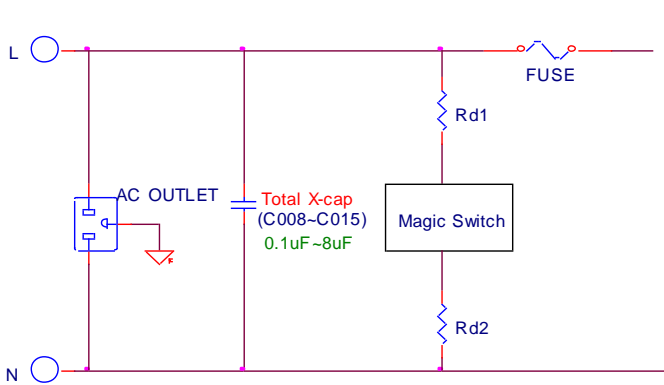 L
FUSE
Rd1
AC OUTLET
Total X-cap
(C008~C015)
0.1uF~8uF
Magic Switch
Rd2
N